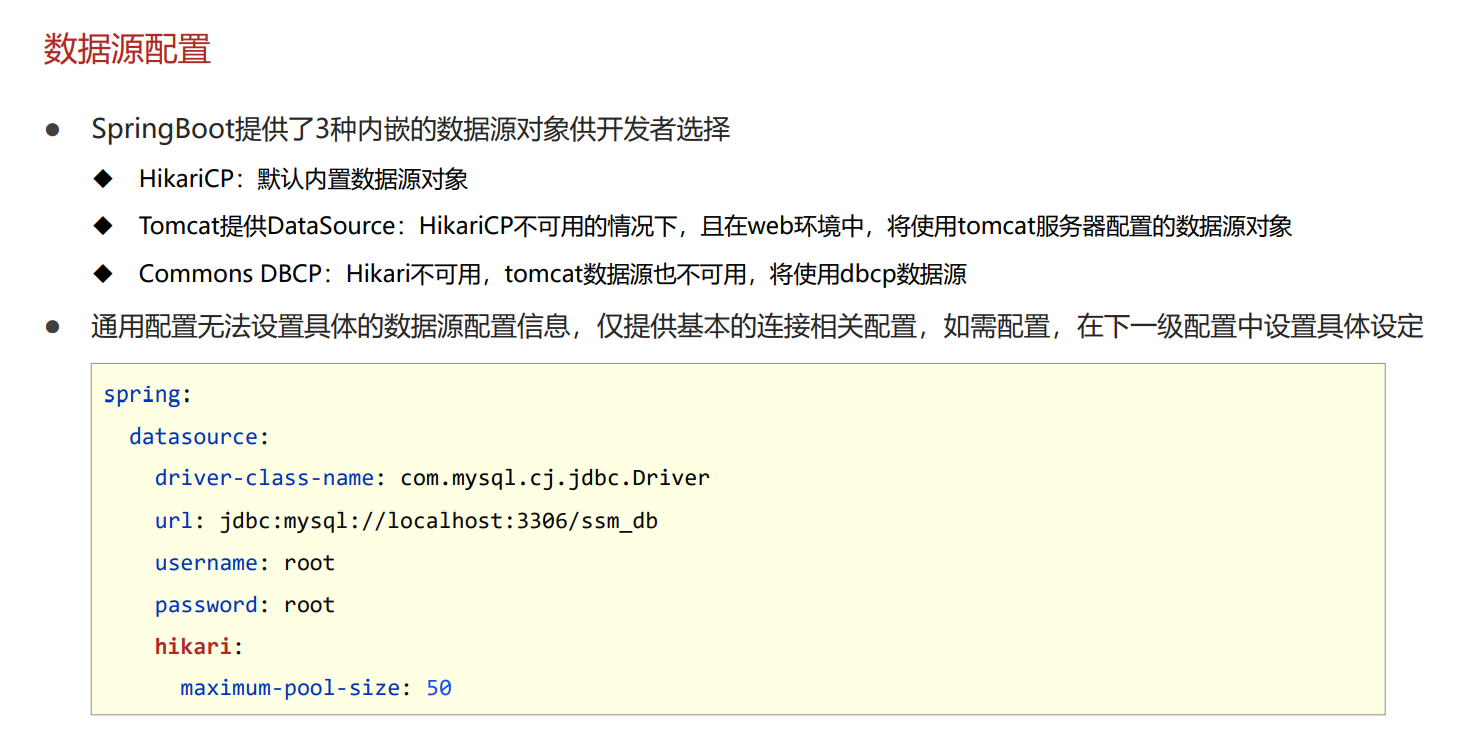 数据源配置
● SpringBoot提供了3种内嵌的数据源对象供开发者选择
◆ HikariCP：默认内置数据源对象
◆ Tomcat提供DataSource：HikariCP不可用的情况下，且在web环境中，将使用tomcat服务器配置的数据源对象
◆ Commons DBCP：Hikari不可用，tomcat数据源也不可用，将使用dbcp数据源
● 通用配置无法设置具体的数据源配置信息，仅提供基本的连接相关配置，如需配置，在下一级配置中设置具体设定
spring:
  datasource:
    driver-class-name: com.mysql.cj.jdbc.Driver
    url: jdbc:mysql://localhost:3306/ssm_db
    username: root
    password: root
    hikari:
      maximum-pool-size: 50